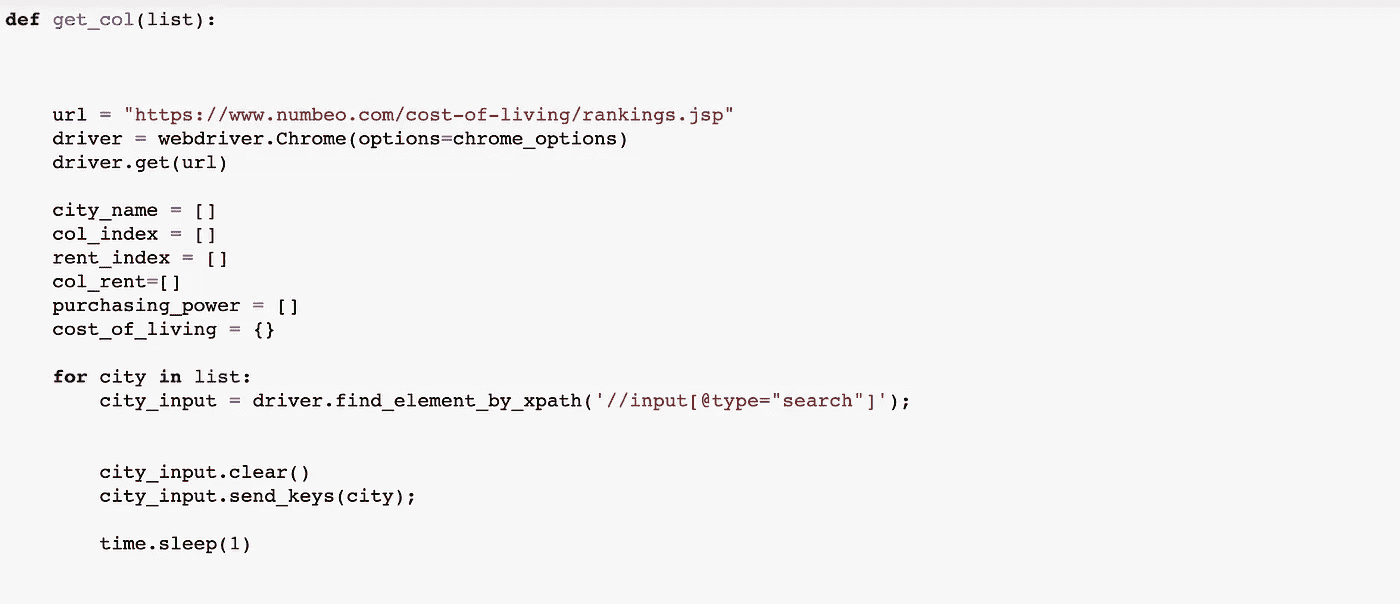 def get_col(list):
    url = "https://www.numbeo.com/cost-of-living/rankings.jsp"
    driver = webdriver.Chrome(options=chrome_options)
    driver.get(url)
    city_name = []
    col_index = []
    rent_index = []
    col_rent=[]
    purchasing_power = []
    cost_of_living = {}
    for city in list:
        city_input = driver.find_element_by_xpath('//input[@type="search"]');
        city_input.clear()
        city_input.send_keys(city);
        time.sleep(1)